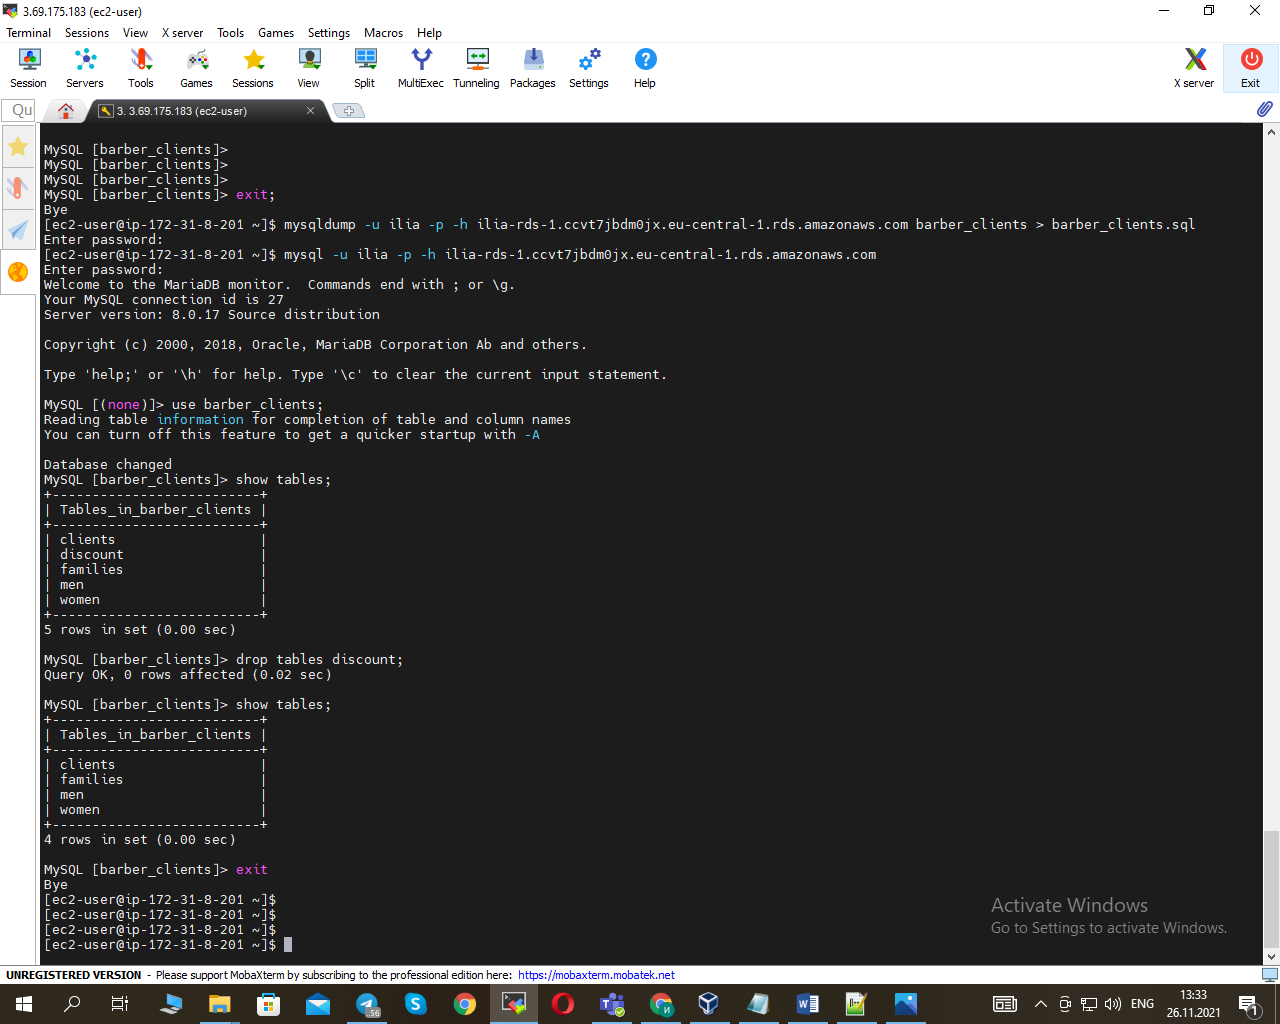 3.69.175.183 (ec2-user)
Terminal Sessions View X server Tools Games Settings Macros Help
Session Servers Tools Games Sessions View Split MultiExec Tunneling Packages Settings Help X server Exit
Qu
3. 3.69.175.183 (ec2-user)
MySQL [barber_clients]>
MySQL [barber_clients]>
MySQL [barber_clients]>
MySQL [barber_clients]> exit;
Bye
[ec2-user@ip-172-31-8-201 ~]$ mysqldump -u ilia -p -h ilia-rds-1.ccvt7jbdm0jx.eu-central-1.rds.amazonaws.com barber_clients > barber_clients.sql
Enter password:
[ec2-user@ip-172-31-8-201 ~]$ mysql -u ilia -p -h ilia-rds-1.ccvt7jbdm0jx.eu-central-1.rds.amazonaws.com
Enter password:
Welcome to the MariaDB monitor.  Commands end with ; or \g.
Your MySQL connection id is 27
Server version: 8.0.17 Source distribution
Copyright (c) 2000, 2018, Oracle, MariaDB Corporation Ab and others.
Type 'help;' or '\h' for help. Type '\c' to clear the current input statement.
MySQL [(none)]> use barber_clients;
Reading table information for completion of table and column names
You can turn off this feature to get a quicker startup with -A
Database changed
MySQL [barber_clients]> show tables;
+--------------------------+
| Tables_in_barber_clients |
+--------------------------+
| clients                  |
| discount                 |
| families                 |
| men                      |
| women                    |
+--------------------------+
5 rows in set (0.00 sec)
MySQL [barber_clients]> drop tables discount;
Query OK, 0 rows affected (0.02 sec)
MySQL [barber_clients]> show tables;
+--------------------------+
| Tables_in_barber_clients |
+--------------------------+
| clients                  |
| families                 |
| men                      |
| women                    |
+--------------------------+
4 rows in set (0.00 sec)
MySQL [barber_clients]> exit
Bye
[ec2-user@ip-172-31-8-201 ~]$
[ec2-user@ip-172-31-8-201 ~]$
[ec2-user@ip-172-31-8-201 ~]$
[ec2-user@ip-172-31-8-201 ~]$
Activate Windows
Go to Settings to activate Windows.
UNREGISTERED VERSION - Please support MobaXterm by subscribing to the professional edition here: https://mobaxterm.mobatek.net
.56
И
ENG
13:33
26.11.2021
1